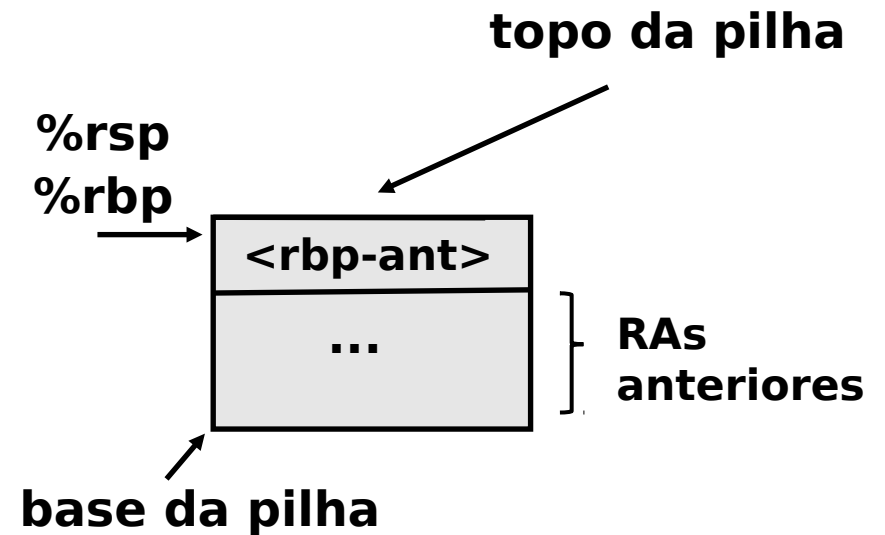 topo da pilha
%rsp
%rbp
<rbp-ant>
...
RAs
anteriores
base da pilha